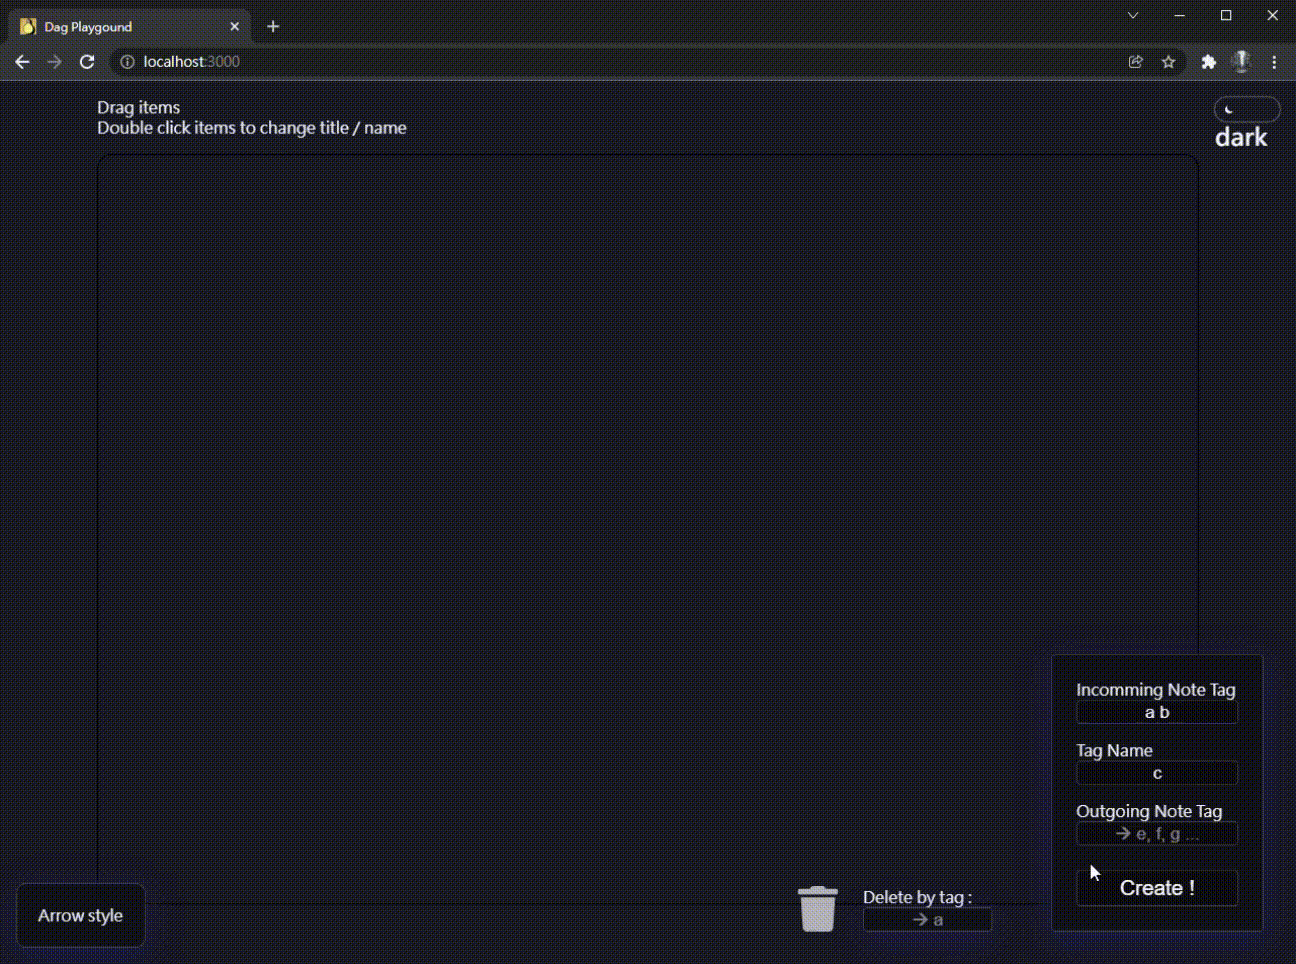 Dag Playgound
localhost:3000
Drag items
Double click items to change title / name
dark
Incomming Note Tag
a b
Tag Name
c
Outgoing Note Tag
→ e, f, g ...
Create !
Delete by tag :
→ a
Arrow style